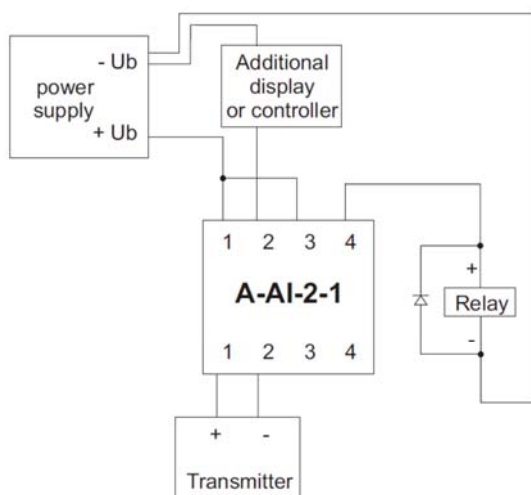 - Ub
power
supply
+ Ub
Additional
display
or controller
1 2 3 4
A-AI-2-1
1 2 3 4
+
Relay
-
+ -
Transmitter